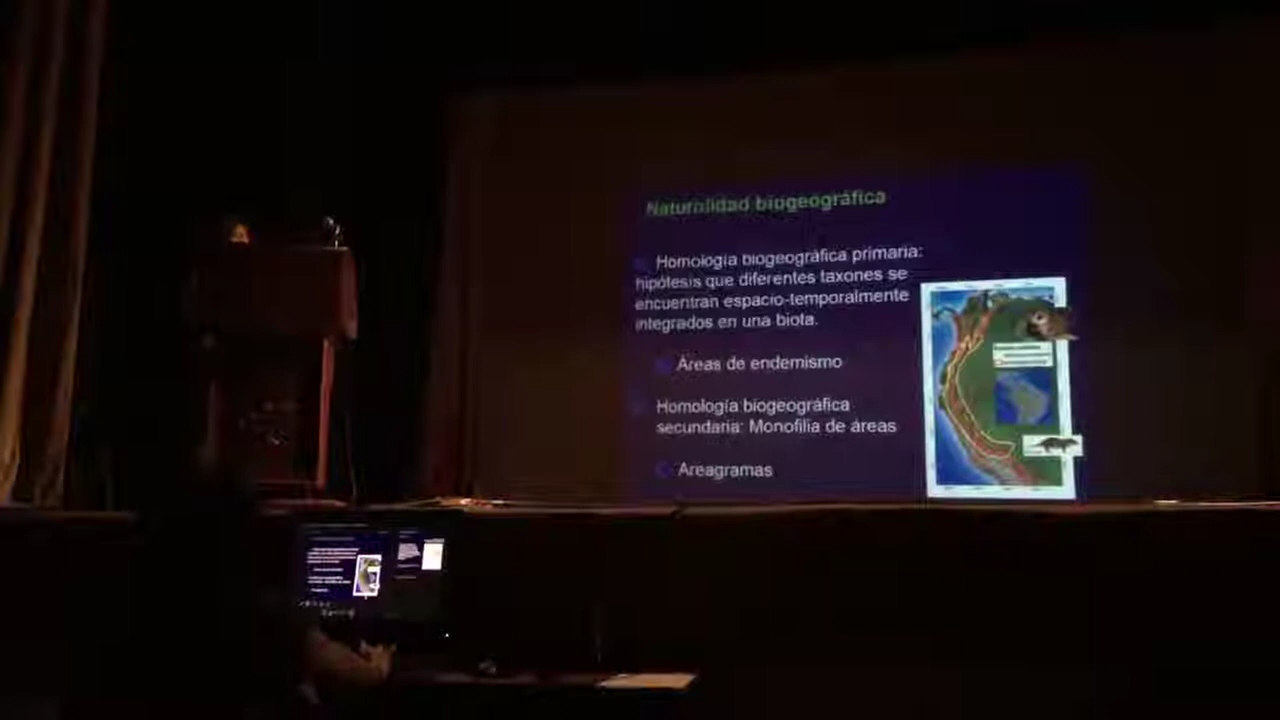 Naturalidad biogeográfica
Homología biogeográfica primaria:
hipótesis que diferentes taxones se
encuentran espacio-temporalmente
integrados en una biota.
Áreas de endemismo
Homología biogeográfica
secundaria: Monofilia de áreas
Areagramas